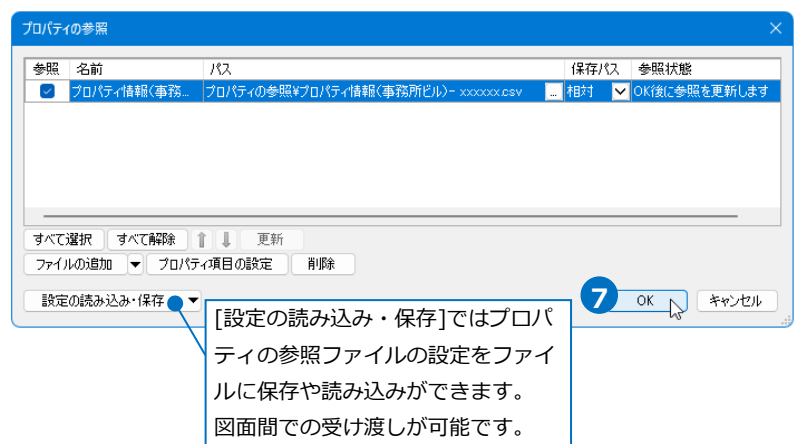 プロパティの参照
参照 名前 パス 保存パス 参照状態
プロパティ情報(事務... プロパティの参照¥プロパティ情報(事務所ビル)- xxxxxx.csv ... 相対 OK後に参照を更新します
すべて選択 すべて解除 更新
ファイルの追加 プロパティ項目の設定 削除
設定の読み込み・保存 7 OK キャンセル
[設定の読み込み・保存]ではプロパ
ティの参照ファイルの設定をファイ
ルに保存や読み込みができます。
図面間での受け渡しが可能です。